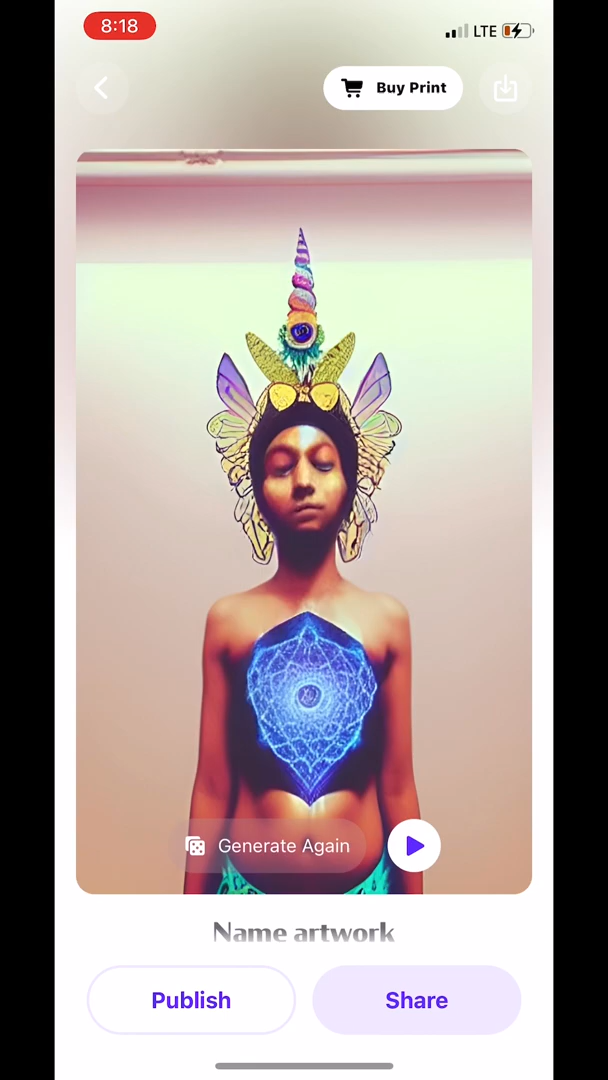 8:18
LTE
Buy Print
Generate Again
Name artwork
Publish
Share